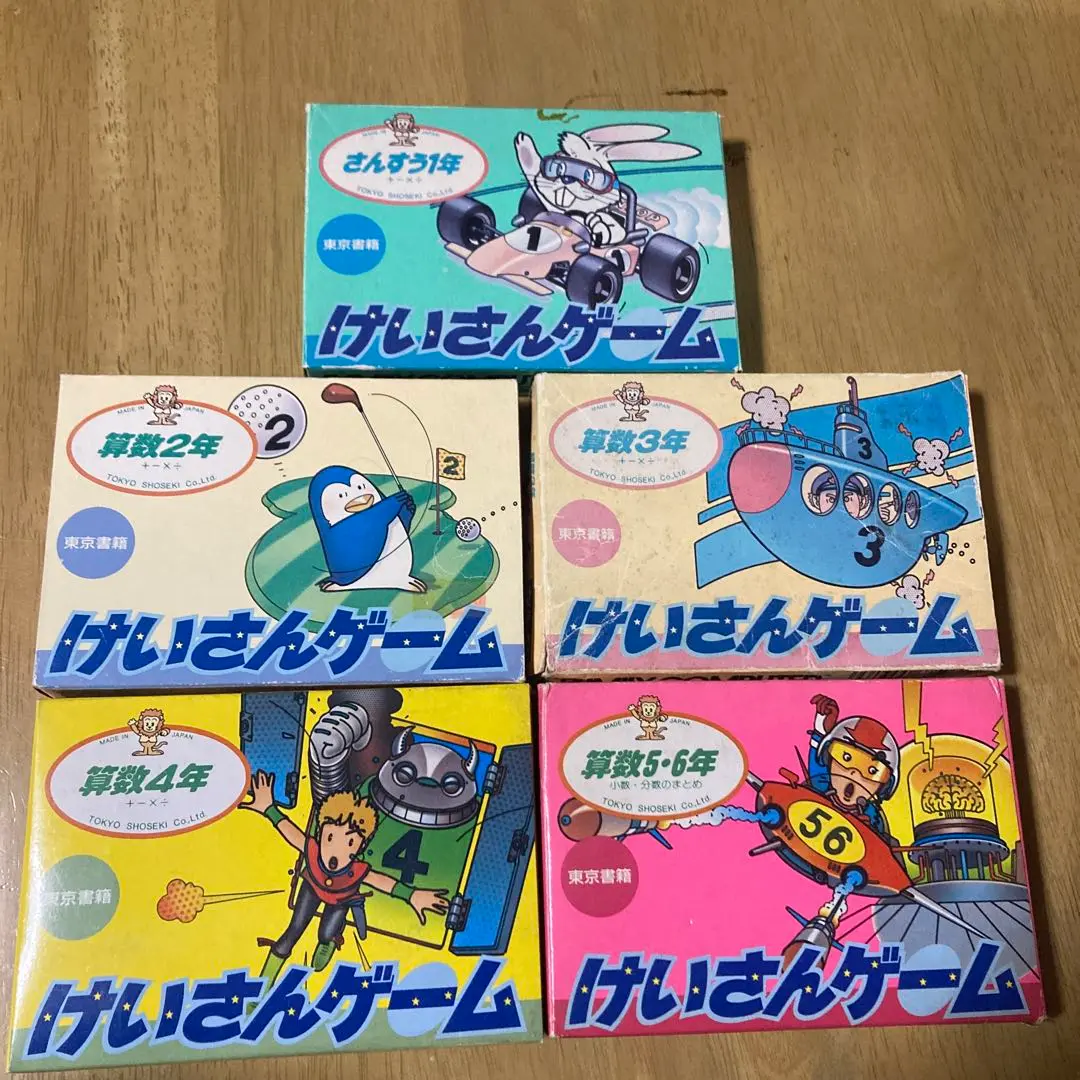 MADE IN JAPAN
さんすう1年
+-×÷
TOKYO SHOSEKI Co.,Ltd.
東京書籍
1
けいさんゲーム
MADE IN JAPAN
算数2年
+-×÷
TOKYO SHOSEKI Co.,Ltd.
東京書籍
2
2
けいさんゲーム
MADE IN JAPAN
算数3年
+-×÷
TOKYO SHOSEKI Co.,Ltd.
東京書籍
3
3
けいさんゲーム
MADE IN JAPAN
算数4年
+-×÷
TOKYO SHOSEKI Co.,Ltd.
東京書籍
4
けいさんゲーム
MADE IN JAPAN
算数5・6年
小数・分数のまとめ
TOKYO SHOSEKI Co.,Ltd.
東京書籍
56
けいさんゲーム